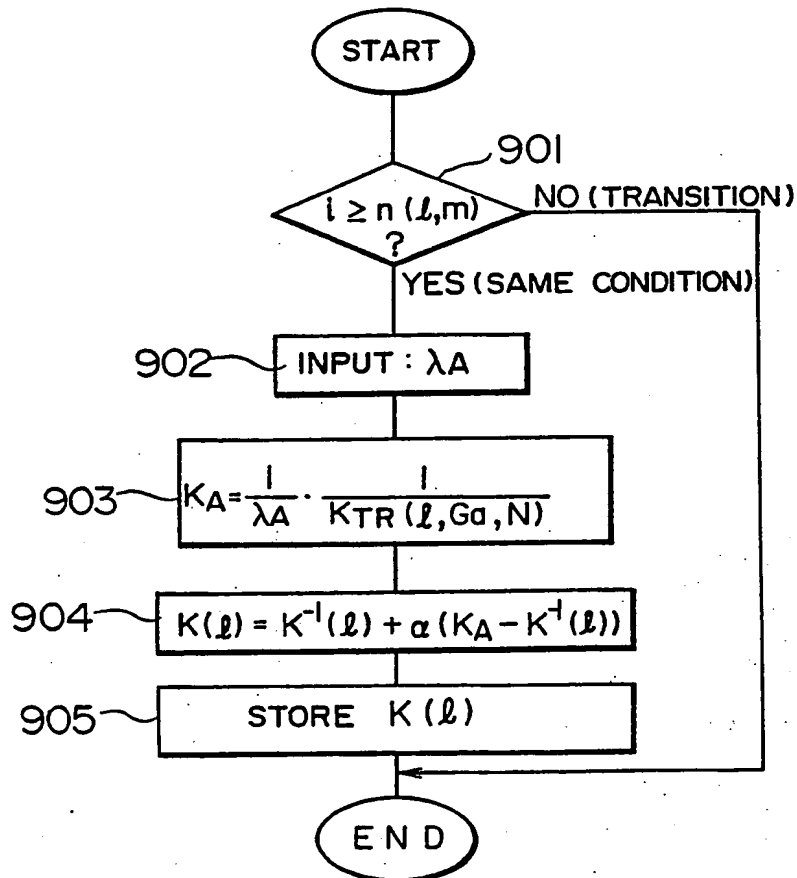 START
901
i ≥ n (ℓ,m)
?
NO (TRANSITION)
YES (SAME CONDITION)
902
INPUT : λA
903
KA = 1/λA · 1/KTR (ℓ, Ga, N)
904
K(ℓ) = K⁻¹(ℓ) + α (KA – K⁻¹(ℓ))
905
STORE K(ℓ)
END